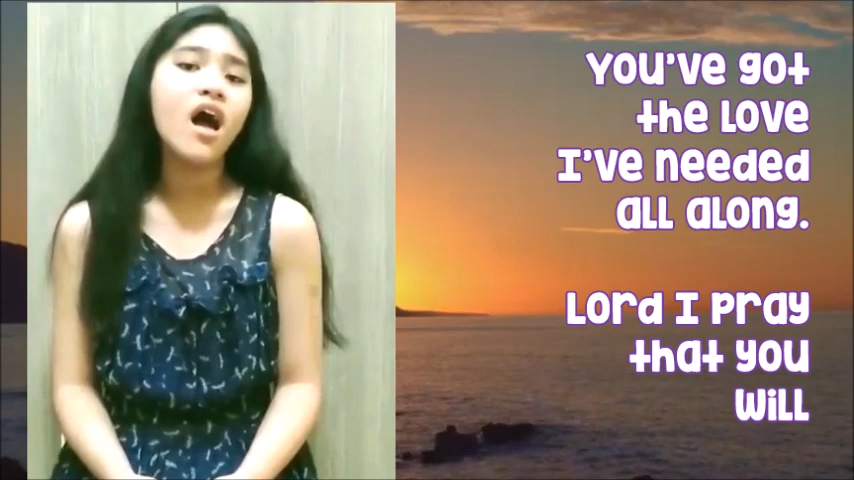 You've got
the Love
I've needed
all along.
Lord I pray
that you
will